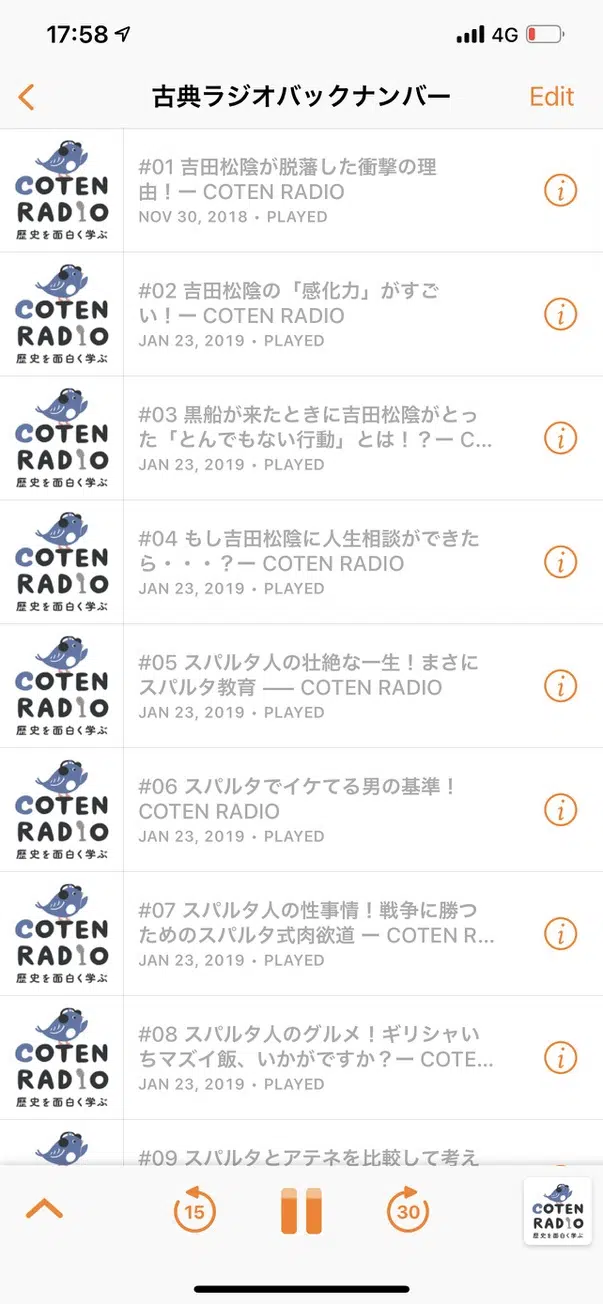 17:58
4G
古典ラジオバックナンバー
Edit
COTEN
RADIO
歴史を面白く学ぶ
#01 吉田松陰が脱藩した衝撃の理
由！ー COTEN RADIO
NOV 30, 2018 • PLAYED
COTEN
RADIO
歴史を面白く学ぶ
#02 吉田松陰の「感化力」がすご
い！ー COTEN RADIO
JAN 23, 2019 • PLAYED
COTEN
RADIO
歴史を面白く学ぶ
#03 黒船が来たときに吉田松陰がとっ
た「とんでもない行動」とは！？ー C...
JAN 23, 2019 • PLAYED
COTEN
RADIO
歴史を面白く学ぶ
#04 もし吉田松陰に人生相談ができた
ら・・・？ー COTEN RADIO
JAN 23, 2019 • PLAYED
COTEN
RADIO
歴史を面白く学ぶ
#05 スパルタ人の壮絶な一生！まさに
スパルタ教育 —– COTEN RADIO
JAN 23, 2019 • PLAYED
COTEN
RADIO
歴史を面白く学ぶ
#06 スパルタでイケてる男の基準！
COTEN RADIO
JAN 23, 2019 • PLAYED
COTEN
RADIO
歴史を面白く学ぶ
#07 スパルタ人の性事情！戦争に勝つ
ためのスパルタ式肉欲道 ー COTEN R...
JAN 23, 2019 • PLAYED
COTEN
RADIO
歴史を面白く学ぶ
#08 スパルタ人のグルメ！ギリシャい
ちマズイ飯、いかがですか？ー COTE...
JAN 23, 2019 • PLAYED
#09 スパルタとアテネを比較して考え
15
30
COTEN
RADIO
歴史を面白く学ぶ